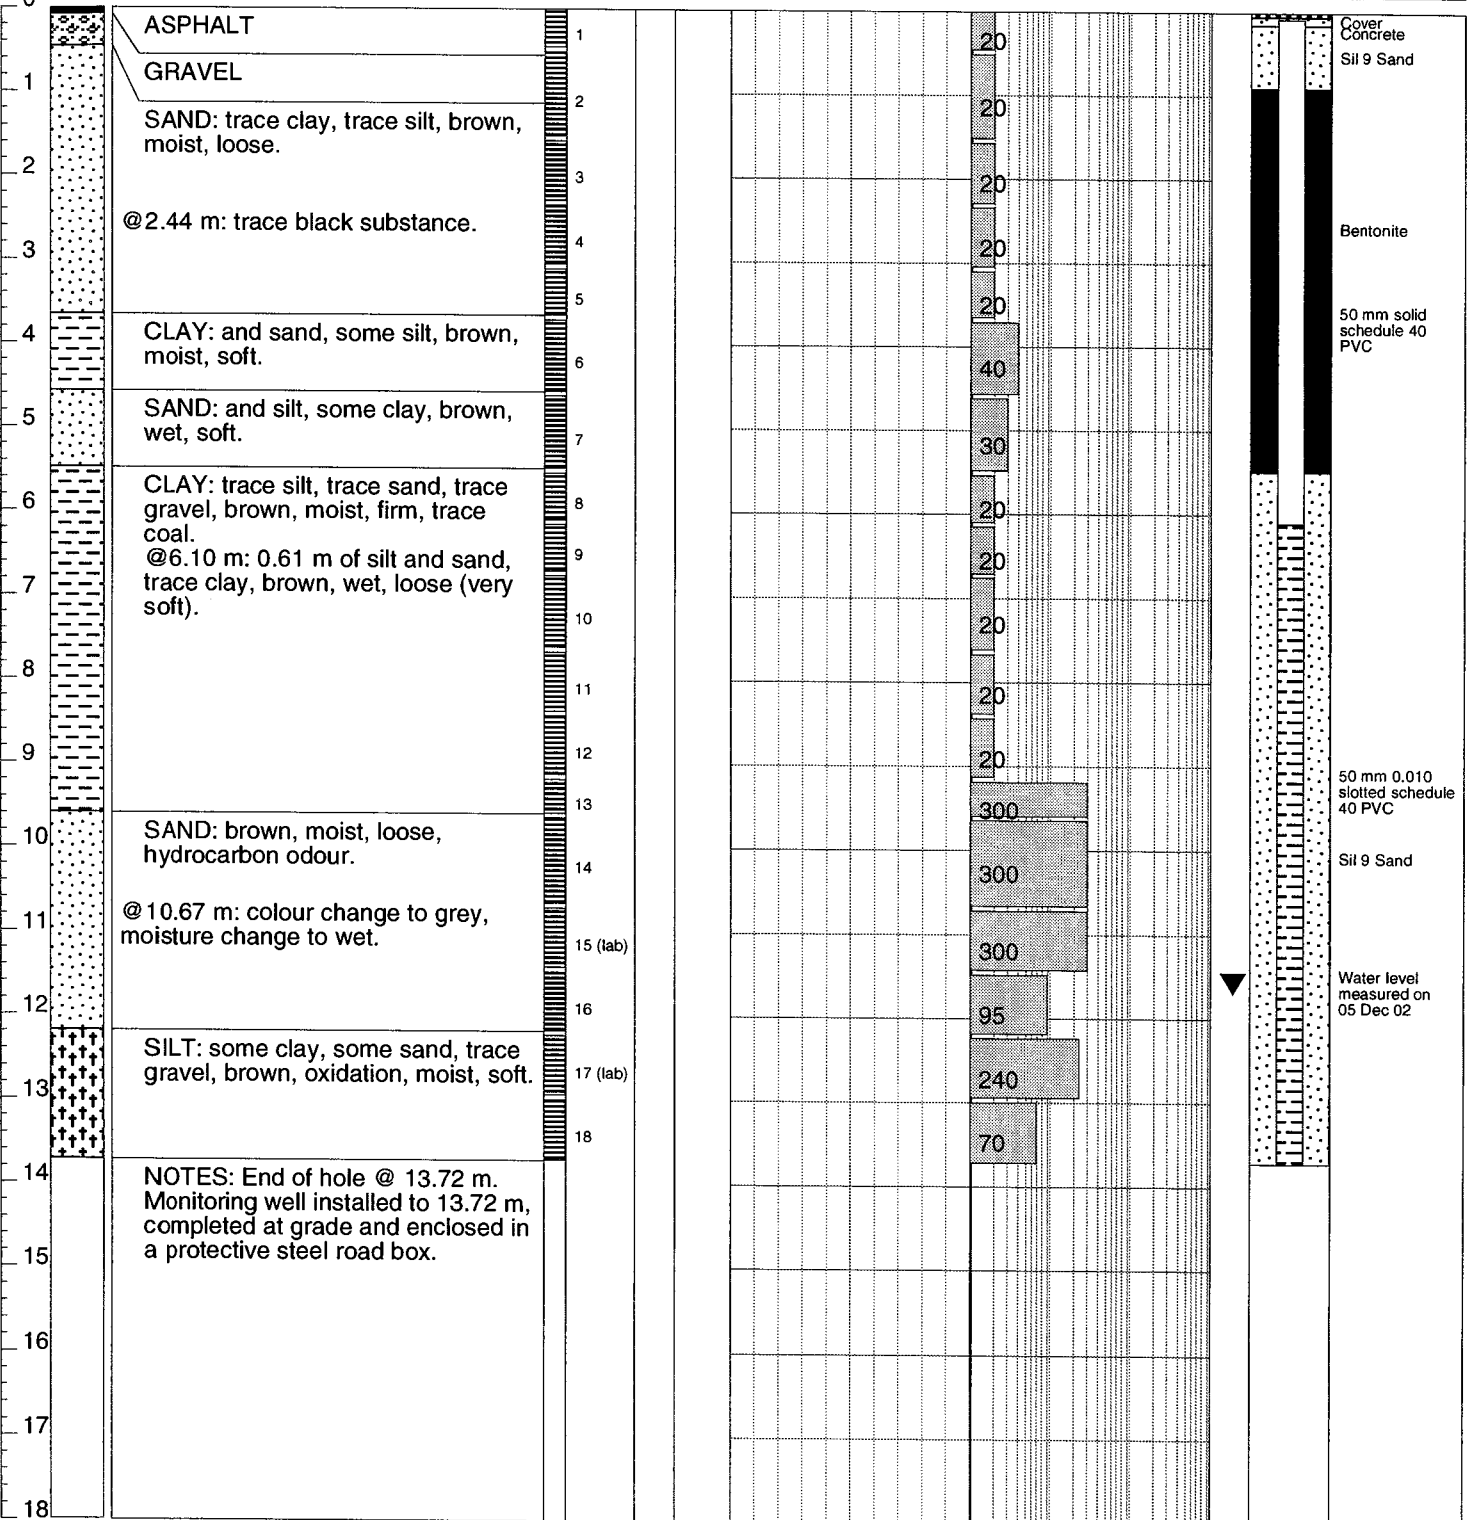 0
1
2
3
4
5
6
7
8
9
10
11
12
13
14
15
16
17
18
ASPHALT
GRAVEL
SAND: trace clay, trace silt, brown,
moist, loose.
@2.44 m: trace black substance.
CLAY: and sand, some silt, brown,
moist, soft.
SAND: and silt, some clay, brown,
wet, soft.
CLAY: trace silt, trace sand, trace
gravel, brown, moist, firm, trace
coal.
@6.10 m: 0.61 m of silt and sand,
trace clay, brown, wet, loose (very
soft).
SAND: brown, moist, loose,
hydrocarbon odour.
@10.67 m: colour change to grey,
moisture change to wet.
SILT: some clay, some sand, trace
gravel, brown, oxidation, moist, soft.
NOTES: End of hole @ 13.72 m.
Monitoring well installed to 13.72 m,
completed at grade and enclosed in
a protective steel road box.
1
2
3
4
5
6
7
8
9
10
11
12
13
14
15 (lab)
16
17 (lab)
18
20
20
20
20
20
40
30
20
20
20
20
20
300
300
300
95
240
70
Cover
Concrete
Sil 9 Sand
Bentonite
50 mm solid
schedule 40
PVC
50 mm 0.010
slotted schedule
40 PVC
Sil 9 Sand
Water level
measured on
05 Dec 02